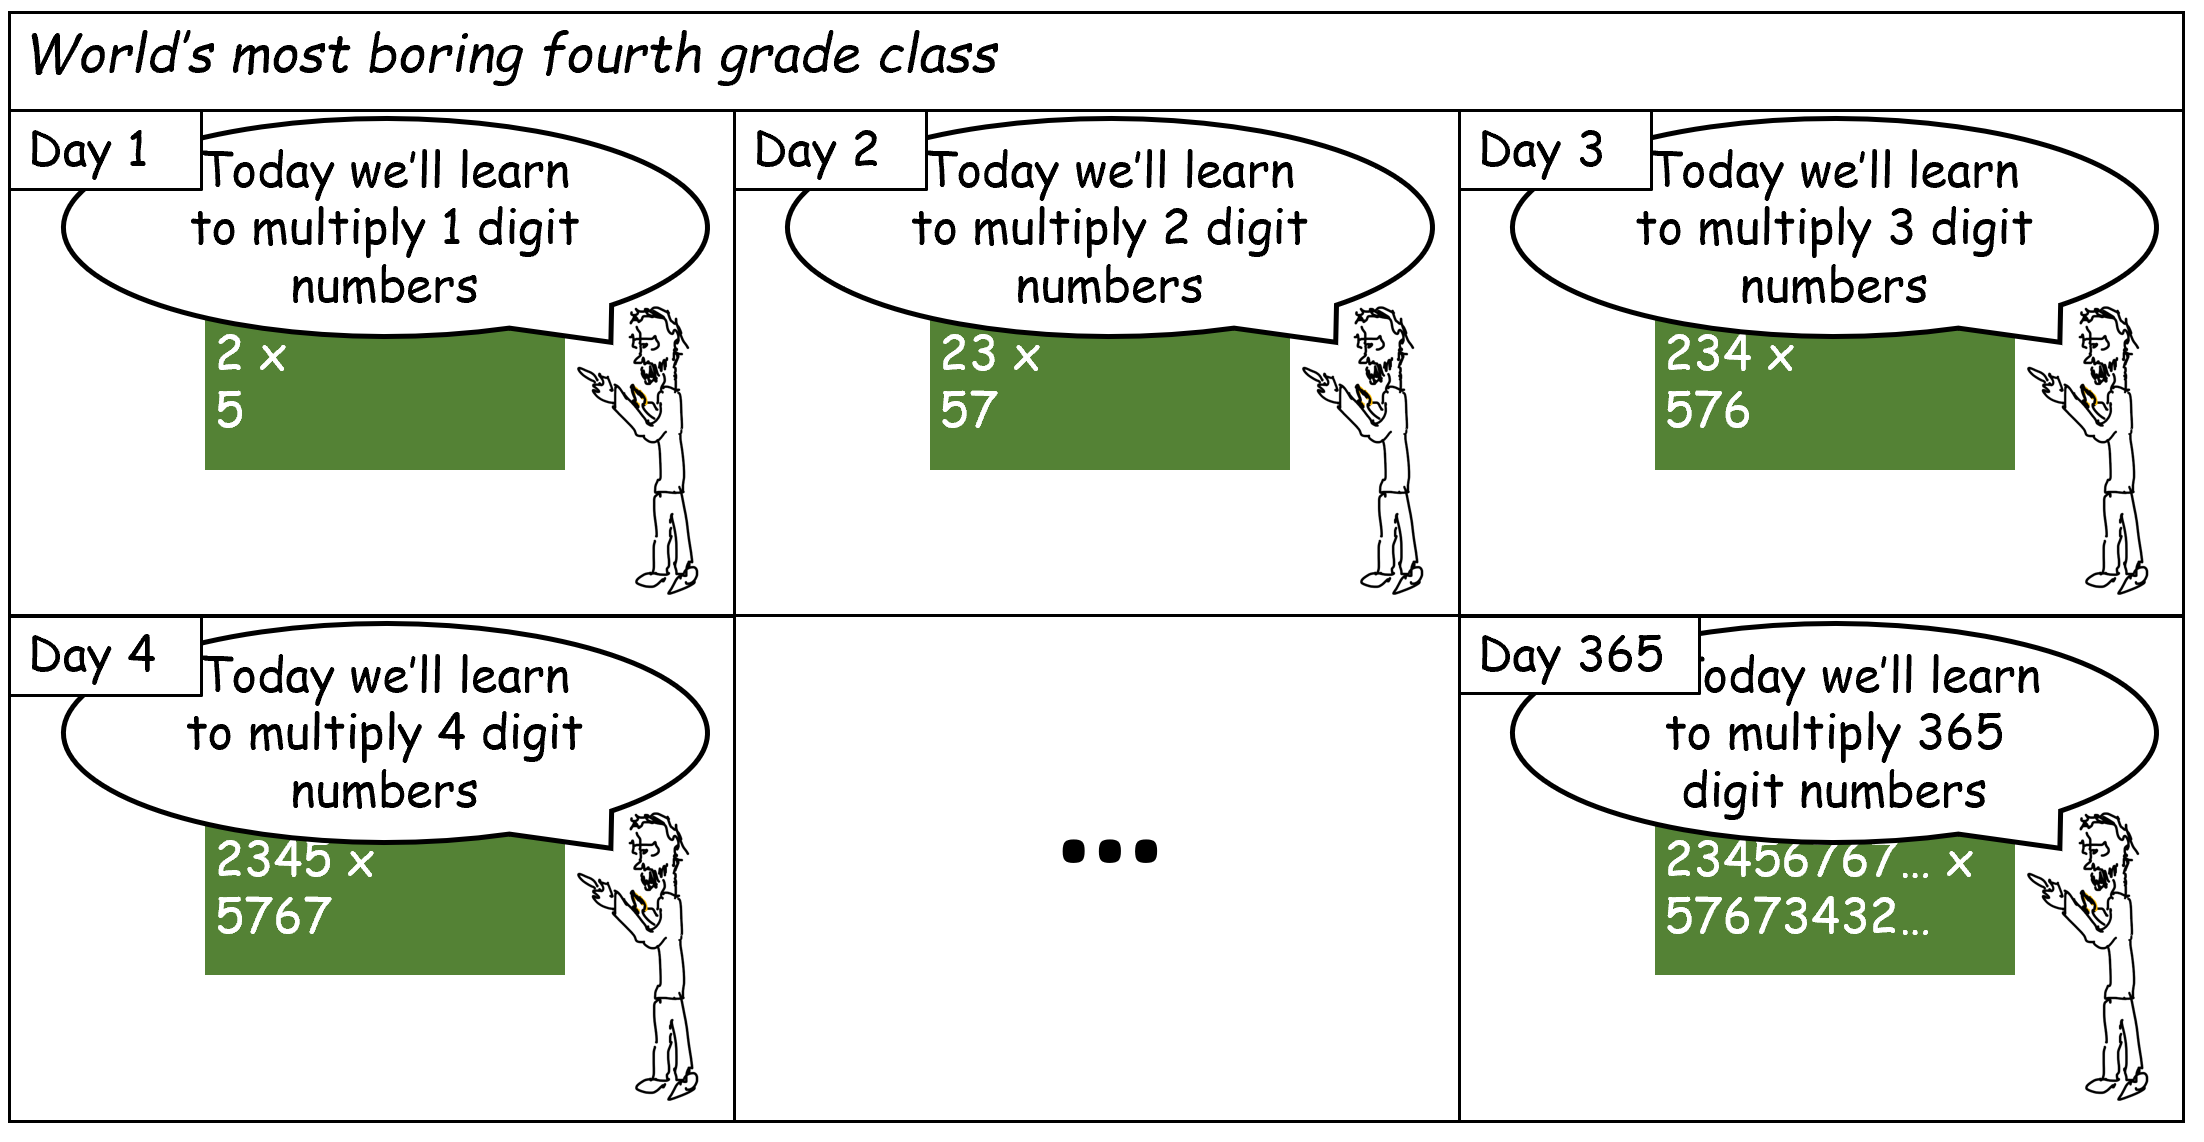 World's most boring fourth grade class
Day 1
Today we'll learn
to multiply 1 digit
numbers
2 x
5
Day 2
Today we'll learn
to multiply 2 digit
numbers
23 x
57
Day 3
Today we'll learn
to multiply 3 digit
numbers
234 x
576
Day 4
Today we'll learn
to multiply 4 digit
numbers
2345 x
5767
...
Day 365
oday we'll learn
to multiply 365
digit numbers
23456767... x
57673432...